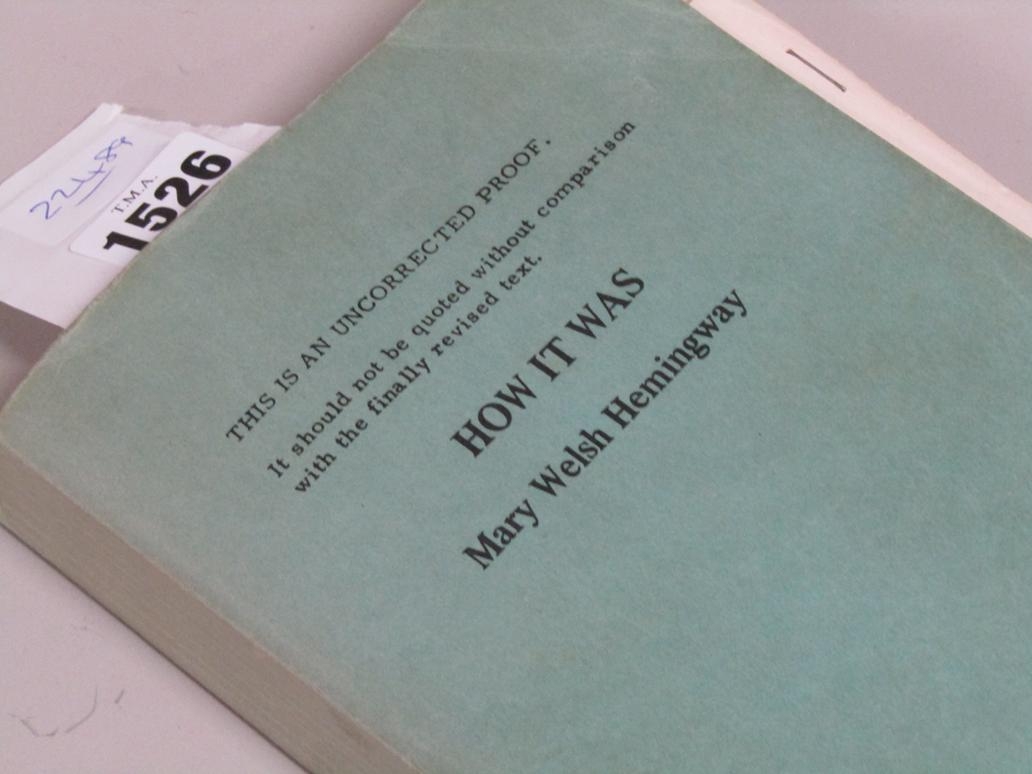 22489
T.M.A.
1526
THIS IS AN UNCORRECTED PROOF.
It should not be quoted without comparison
with the finally revised text.
HOW IT WAS
Mary Welsh Hemingway